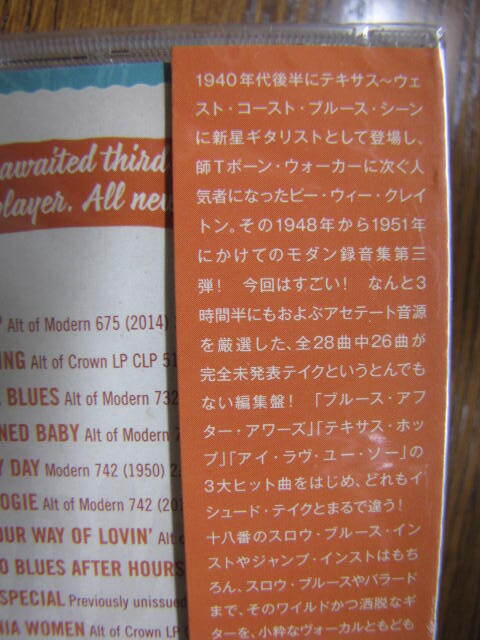 awaited third
player. All new
Alt of Modern 675 (2014)
ING Alt of Crown LP CLP 51
BLUES Alt of Modern 732
NED BABY Alt of Modern 7
Y DAY Modern 742 (1950) 2.
OGIE Alt of Modern 742 (20
OUR WAY OF LOVIN' Alt o
O BLUES AFTER HOURS
SPECIAL Previously unissued
NIA WOMEN Alt of Crown LP C
1940年代後半にテキサス〜ウェ
スト・コースト・ブルース・シーン
に新星ギタリストとして登場し、
師Tボーン・ウォーカーに次ぐ人
気者になったピー・ウィー・クレイ
トン。その1948年から1951年
にかけてのモダン録音集第三
弾！ 今回はすごい！ なんと3
時間半にもおよぶアセテート音源
を厳選した、全28曲中26曲が
完全未発表テイクというとんでも
ない編集盤！ 「ブルース・アフ
ター・アワーズ」「テキサス・ホッ
プ」「アイ・ラヴ・ユー・ソー」の
3大ヒット曲をはじめ、どれもイ
シュード・テイクとまるで違う！
十八番のスロウ・ブルース・イン
ストやジャンプ・インストはもち
ろん、スロウ・ブルースやバラード
まで、そのワイルドかつ洒脱なギ
ターを、小粋なヴォーカルともども